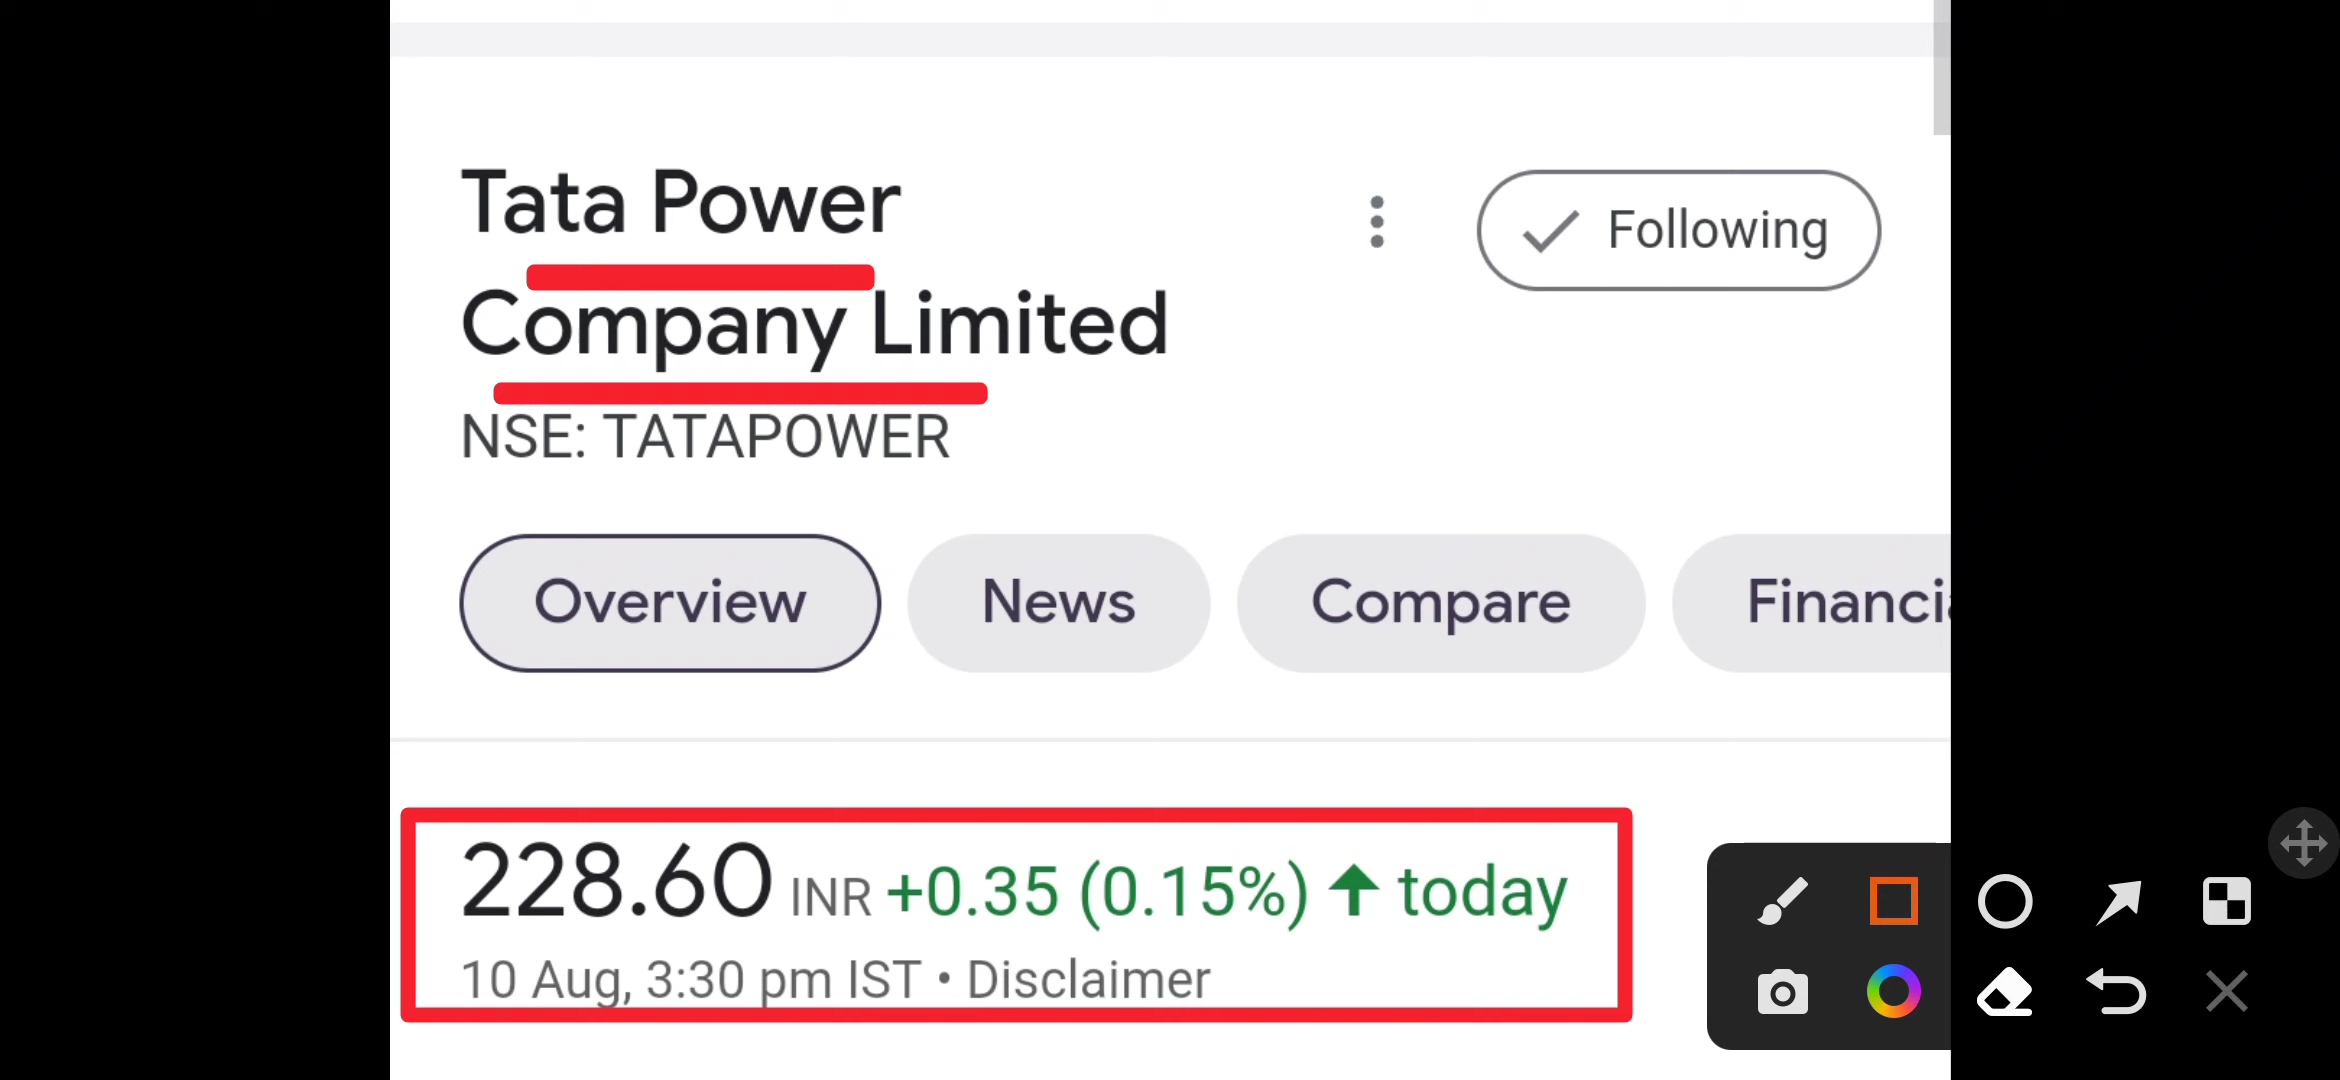 Tata Power
Company Limited
Following
NSE: TATAPOWER
Overview News Compare Financi
228.60 INR +0.35 (0.15%) ↑ today
10 Aug, 3:30 pm IST • Disclaimer